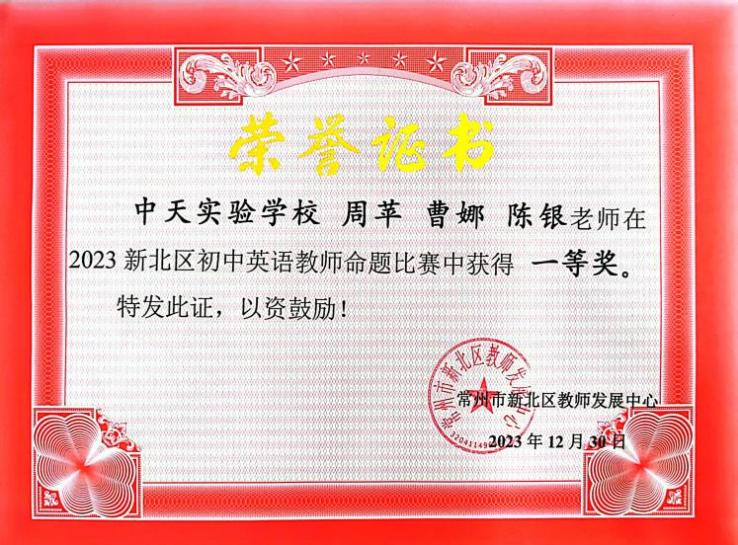 荣誉证书
中天实验学校 周苹 曹娜 陈银老师在
2023 新北区初中英语教师命题比赛中获得 一等奖。
特发此证，以资鼓励！
常州市新北区教师发展中心
常州市新北区教师发展中心
2023 年 12 月 30 日